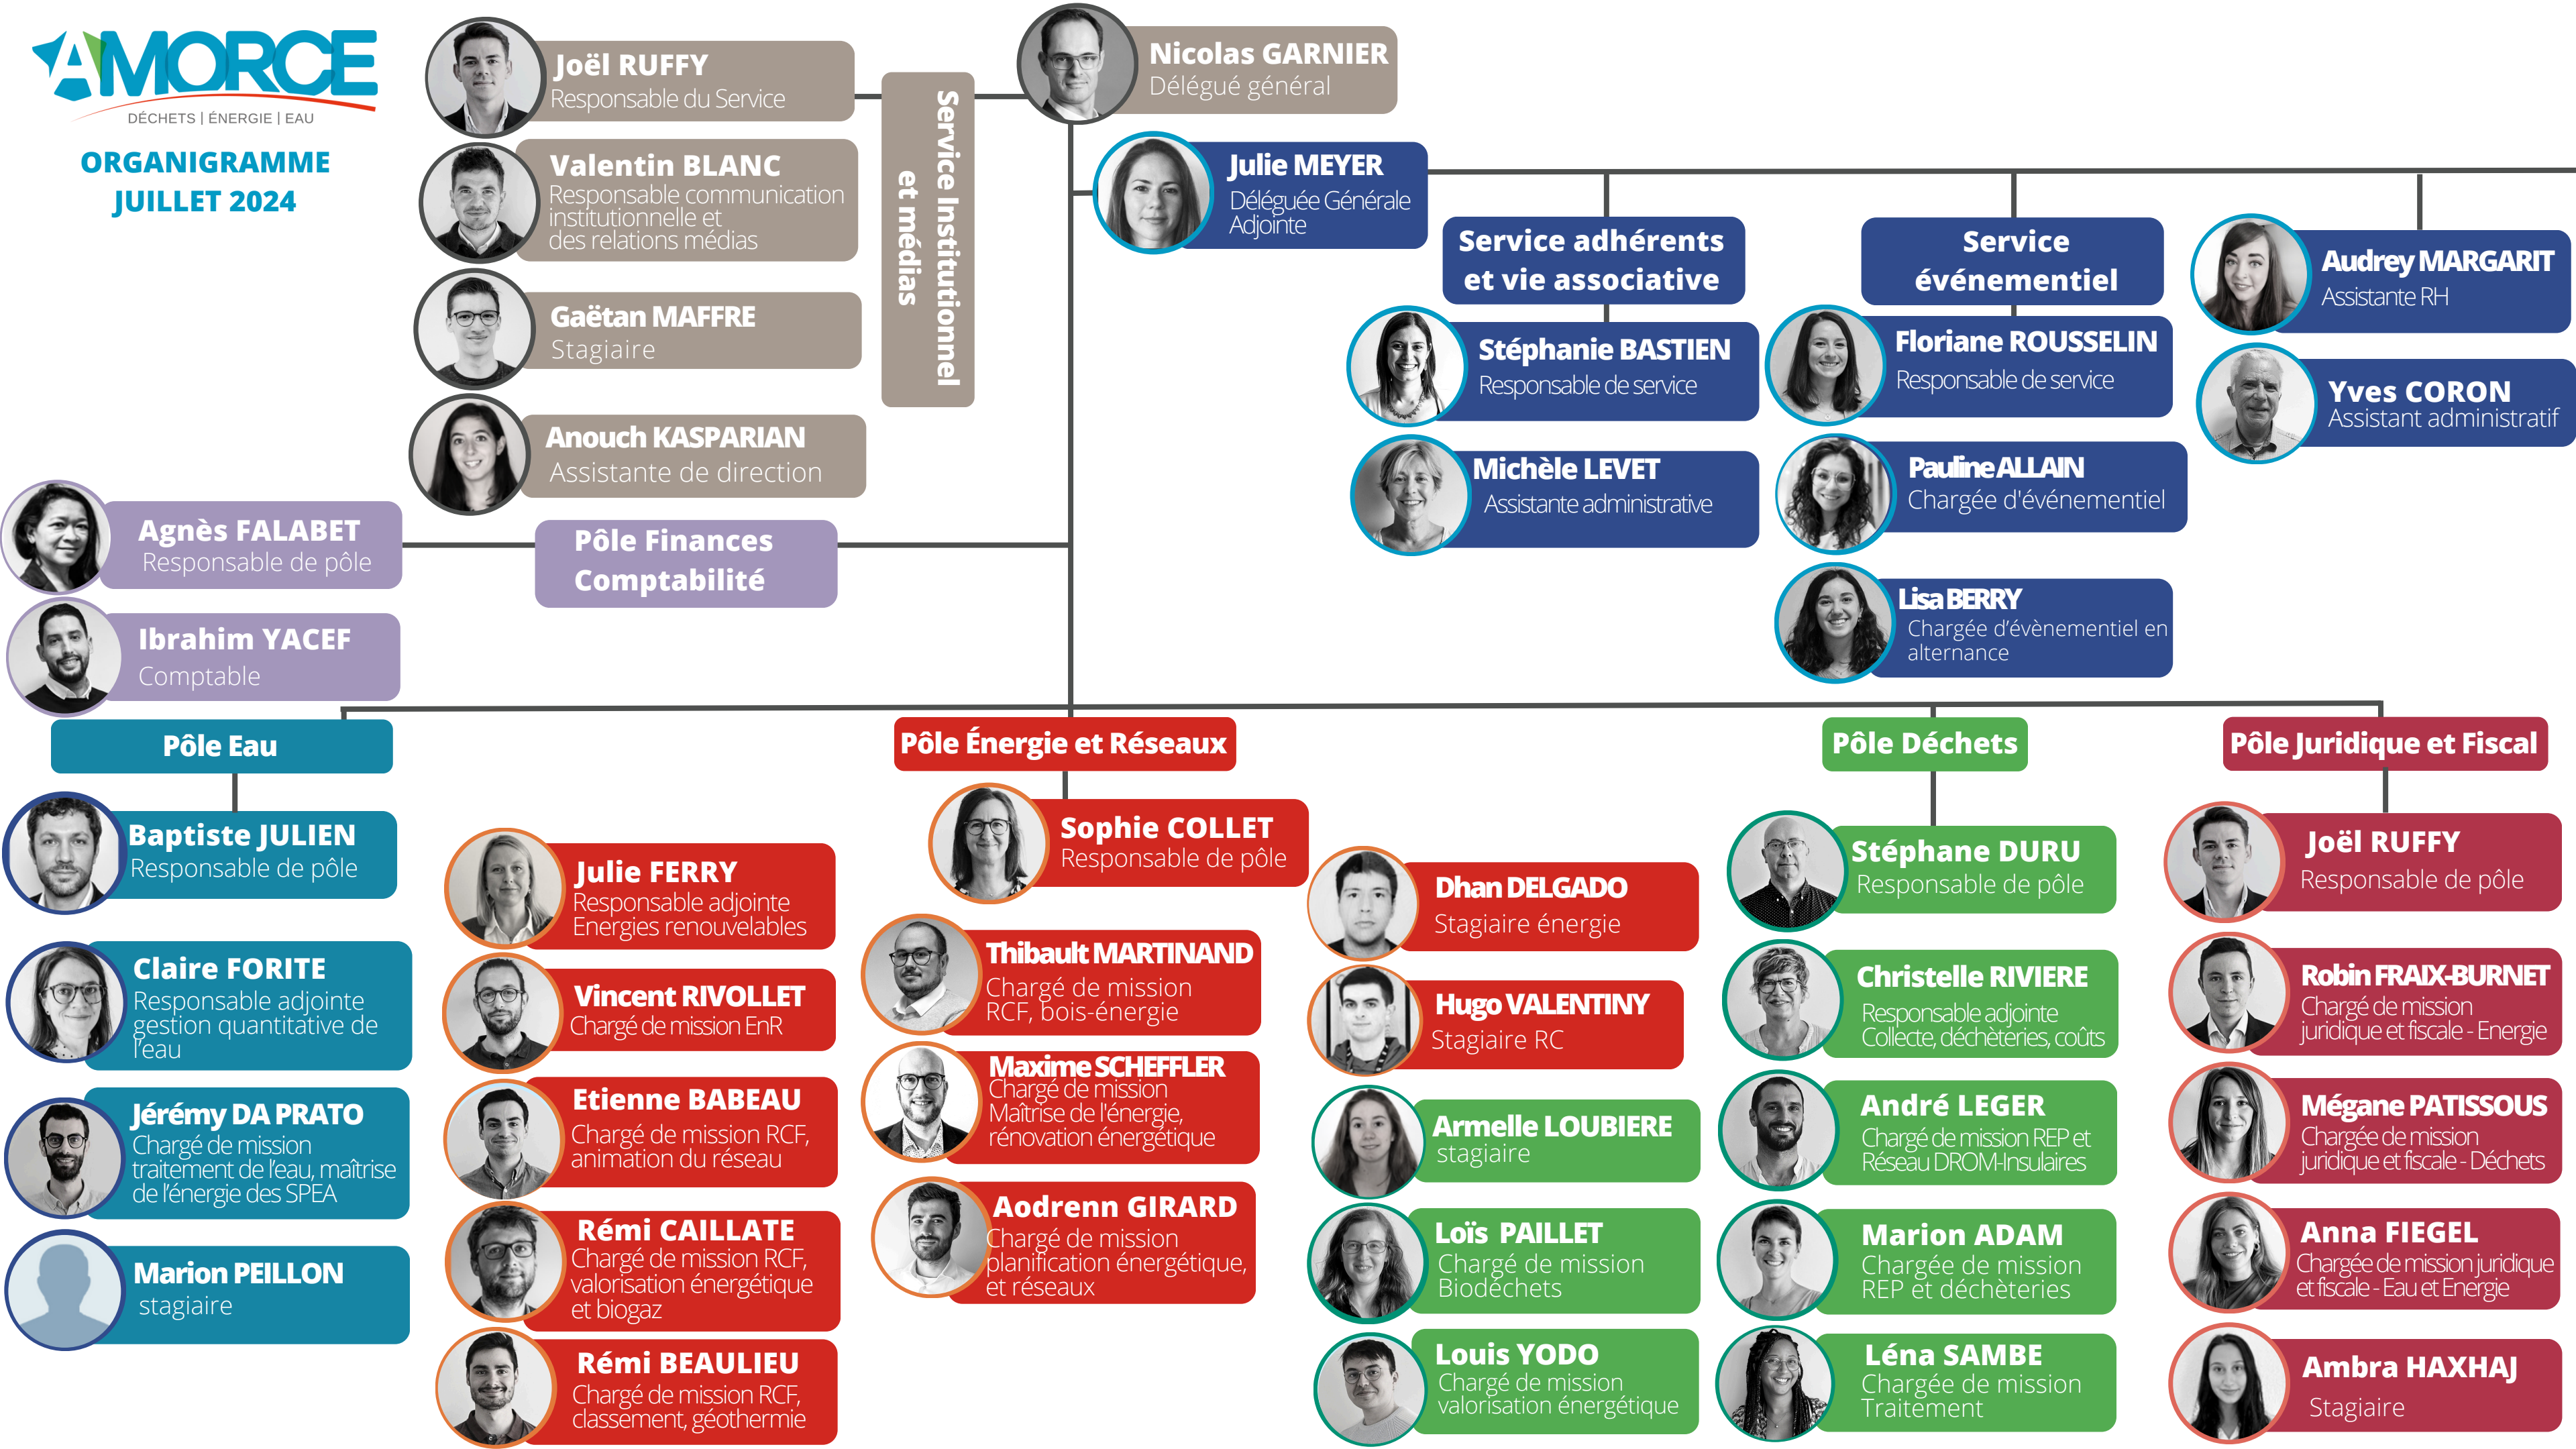 AMORCE
DÉCHETS | ÉNERGIE | EAU
ORGANIGRAMME
JUILLET 2024
Joël RUFFY
Responsable du Service
Valentin BLANC
Responsable communication
institutionnelle et
des relations médias
Gaëtan MAFFRE
Stagiaire
Anouch KASPARIAN
Assistante de direction
Service Institutionnel
et médias
Nicolas GARNIER
Délégué général
Julie MEYER
Déléguée Générale
Adjointe
Service adhérents
et vie associative
Stéphanie BASTIEN
Responsable de service
Michèle LEVET
Assistante administrative
Service
événementiel
Floriane ROUSSELIN
Responsable de service
Pauline ALLAIN
Chargée d'événementiel
Lisa BERRY
Chargée d’évènementiel en
alternance
Audrey MARGARIT
Assistante RH
Yves CORON
Assistant administratif
Agnès FALABET
Responsable de pôle
Ibrahim YACEF
Comptable
Pôle Finances
Comptabilité
Pôle Eau
Baptiste JULIEN
Responsable de pôle
Claire FORITE
Responsable adjointe
gestion quantitative de
l’eau
Jérémy DA PRATO
Chargé de mission
traitement de l’eau, maîtrise
de l’énergie des SPEA
Marion PEILLON
stagiaire
Pôle Énergie et Réseaux
Sophie COLLET
Responsable de pôle
Julie FERRY
Responsable adjointe
Energies renouvelables
Vincent RIVOLLET
Chargé de mission EnR
Etienne BABEAU
Chargé de mission RCF,
animation du réseau
Rémi CAILLATE
Chargé de mission RCF,
valorisation énergétique
et biogaz
Rémi BEAULIEU
Chargé de mission RCF,
classement, géothermie
Thibault MARTINAND
Chargé de mission
RCF, bois-énergie
Maxime SCHEFFLER
Chargé de mission
Maîtrise de l'énergie,
rénovation énergétique
Aodrenn GIRARD
Chargé de mission
planification énergétique,
et réseaux
Dhan DELGADO
Stagiaire énergie
Hugo VALENTINY
Stagiaire RC
Pôle Déchets
Armelle LOUBIERE
stagiaire
Loïs PAILLET
Chargé de mission
Biodéchets
Louis YODO
Chargé de mission
valorisation énergétique
Stéphane DURU
Responsable de pôle
Christelle RIVIERE
Responsable adjointe
Collecte, déchèteries, coûts
André LEGER
Chargé de mission REP et
Réseau DROM-Insulaires
Marion ADAM
Chargée de mission
REP et déchèteries
Léna SAMBE
Chargée de mission
Traitement
Pôle Juridique et Fiscal
Joël RUFFY
Responsable de pôle
Robin FRAIX-BURNET
Chargé de mission
juridique et fiscale - Energie
Mégane PATISSOUS
Chargée de mission
juridique et fiscale - Déchets
Anna FIEGEL
Chargée de mission juridique
et fiscale - Eau et Energie
Ambra HAXHAJ
Stagiaire